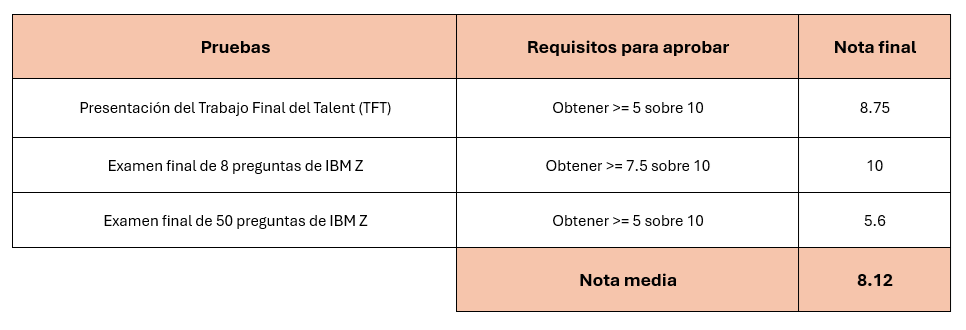 Pruebas Requisitos para aprobar Nota final
Presentación del Trabajo Final del Talent (TFT) Obtener >= 5 sobre 10 8.75
Examen final de 8 preguntas de IBM Z Obtener >= 7.5 sobre 10 10
Examen final de 50 preguntas de IBM Z Obtener >= 5 sobre 10 5.6
Nota media 8.12